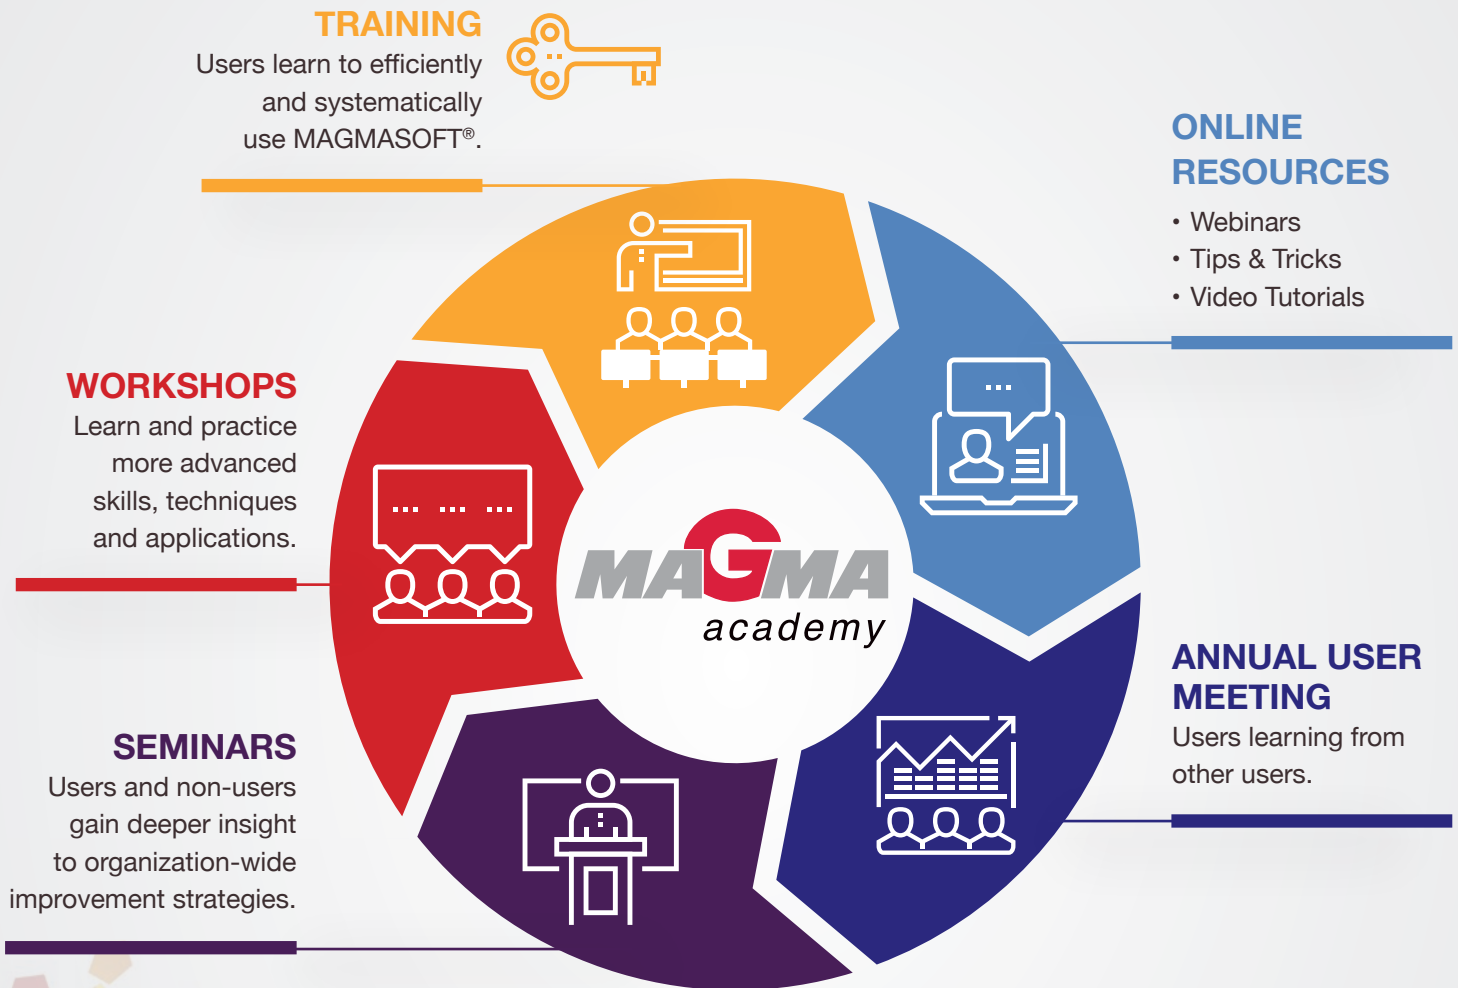 TRAINING
Users learn to efficiently
and systematically
use MAGMASOFT®.
ONLINE
RESOURCES
• Webinars
• Tips & Tricks
• Video Tutorials
WORKSHOPS
Learn and practice
more advanced
skills, techniques
and applications.
MAGMA
academy
ANNUAL USER
MEETING
Users learning from
other users.
SEMINARS
Users and non-users
gain deeper insight
to organization-wide
improvement strategies.